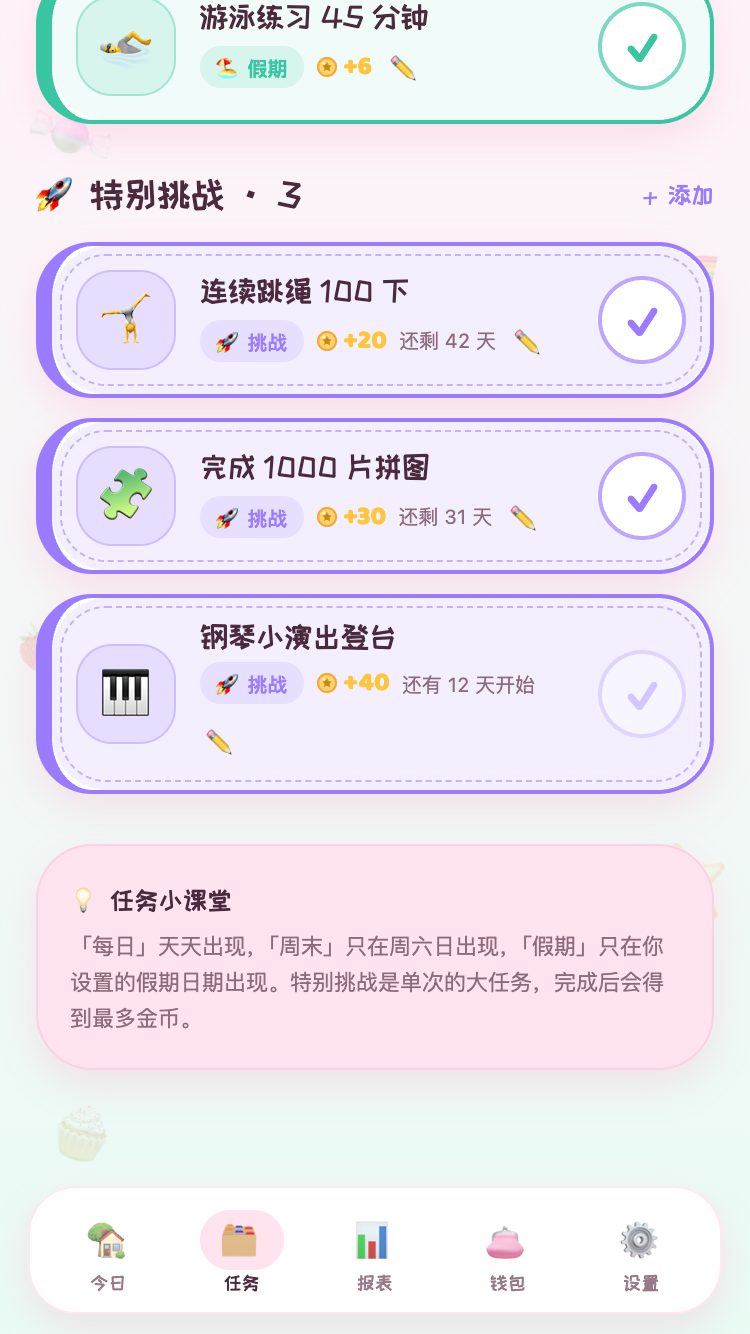 游泳练习 45 分钟
假期 +6
特别挑战 · 3
+ 添加
连续跳绳 100 下
挑战 +20 还剩 42 天
完成 1000 片拼图
挑战 +30 还剩 31 天
钢琴小演出登台
挑战 +40 还有 12 天开始
任务小课堂
「每日」天天出现，「周末」只在周六日出现，「假期」只在你
设置的假期日期出现。特别挑战是单次的大任务，完成后会得
到最多金币。
今日 任务 报表 钱包 设置